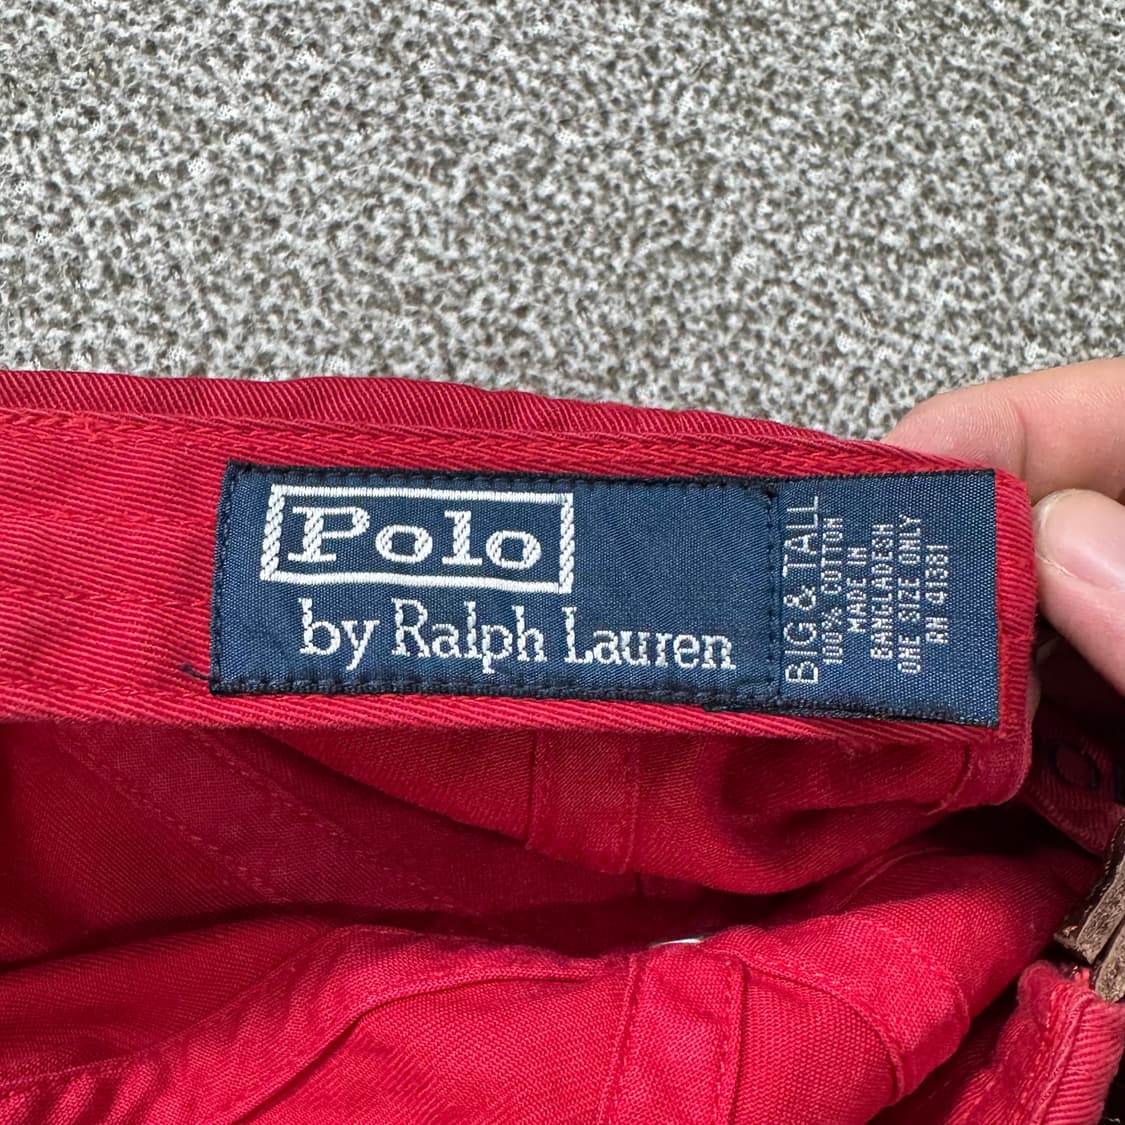 Polo
by Ralph Lauren
BIG & TALL
100% COTTON
MADE IN
BANGLADESH
ONE SIZE ONLY
RN 41381